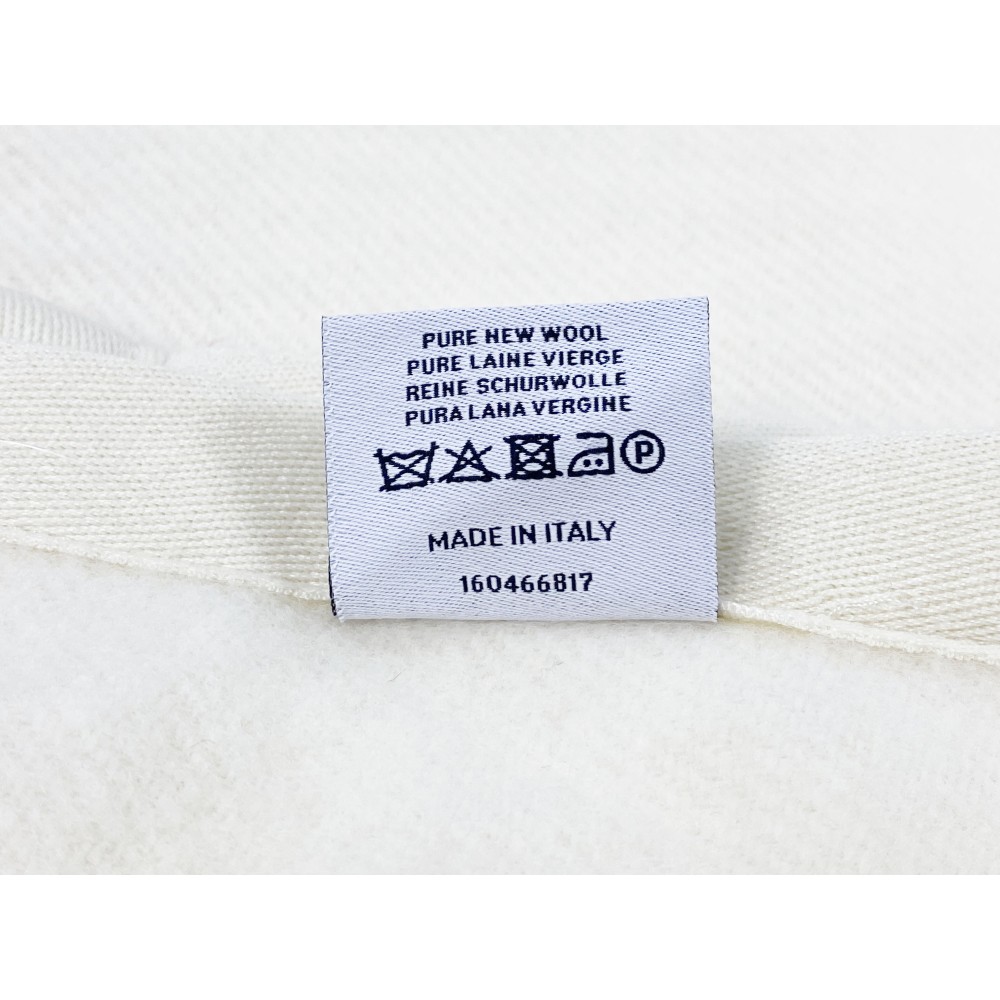 PURE NEW WOOL
PURE LAINE VIERGE
REINE SCHURWOLLE
PURA LANA VERGINE
P
MADE IN ITALY
160466817